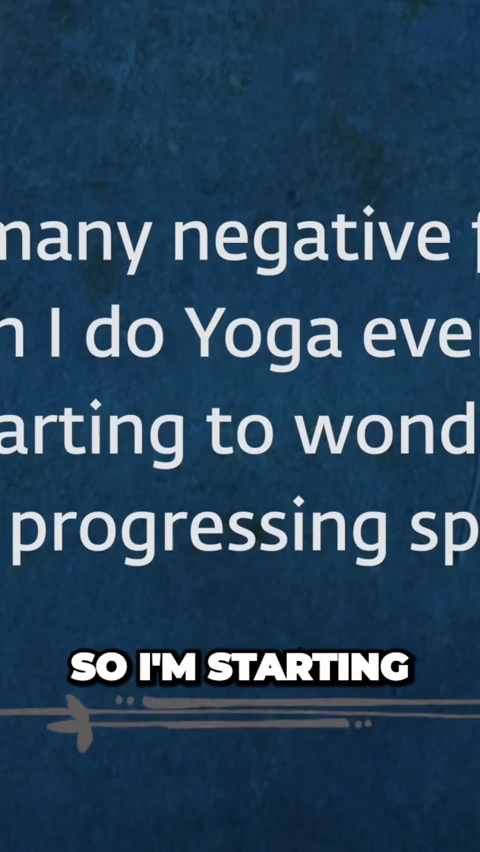 many negative
I do Yoga
to
progressing
SO I'M STARTING